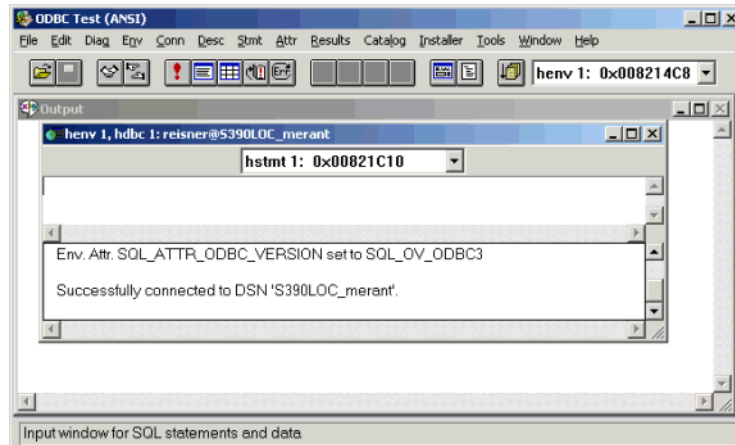 ODBC Test (ANSI)
File Edit Diag Env Conn Desc Stmt Attr Results Catalog Installer Tools Window Help
henv 1: 0x008214C8
Output
henv 1, hdbc 1: reisner@S390LOC_merant
hstmt 1: 0x00821C10
Env. Attr. SQL_ATTR_ODBC_VERSION set to SQL_OV_ODBC3
Successfully connected to DSN 'S390LOC_merant'.
Input window for SQL statements and data